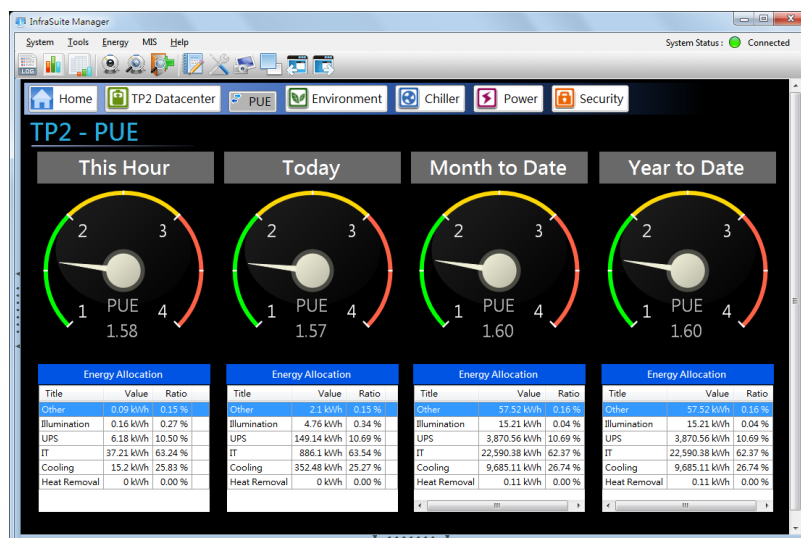 InfraSuite Manager
System Tools Energy MIS Help
System Status : Connected
LOG
Home TP2 Datacenter PUE Environment Chiller Power Security
TP2 - PUE
This Hour Today Month to Date Year to Date
2 3 2 3 2 3 2 3
1 PUE 4 1 PUE 4 1 PUE 4 1 PUE 4
1.58 1.57 1.60 1.60
Energy Allocation Energy Allocation Energy Allocation Energy Allocation
Title Value Ratio Title Value Ratio Title Value Ratio Title Value Ratio
Other 0.09 kWh 0.15 % Other 2.1 kWh 0.15 % Other 57.52 kWh 0.16 % Other 57.52 kWh 0.16 %
Illumination 0.16 kWh 0.27 % Illumination 4.76 kWh 0.34 % Illumination 15.21 kWh 0.04 % Illumination 15.21 kWh 0.04 %
UPS 6.18 kWh 10.50 % UPS 149.14 kWh 10.69 % UPS 3,870.56 kWh 10.69 % UPS 3,870.56 kWh 10.69 %
IT 37.21 kWh 63.24 % IT 886.1 kWh 63.54 % IT 22,590.38 kWh 62.37 % IT 22,590.38 kWh 62.37 %
Cooling 15.2 kWh 25.83 % Cooling 352.48 kWh 25.27 % Cooling 9,685.11 kWh 26.74 % Cooling 9,685.11 kWh 26.74 %
Heat Removal 0 kWh 0.00 % Heat Removal 0 kWh 0.00 % Heat Removal 0.11 kWh 0.00 % Heat Removal 0.11 kWh 0.00 %